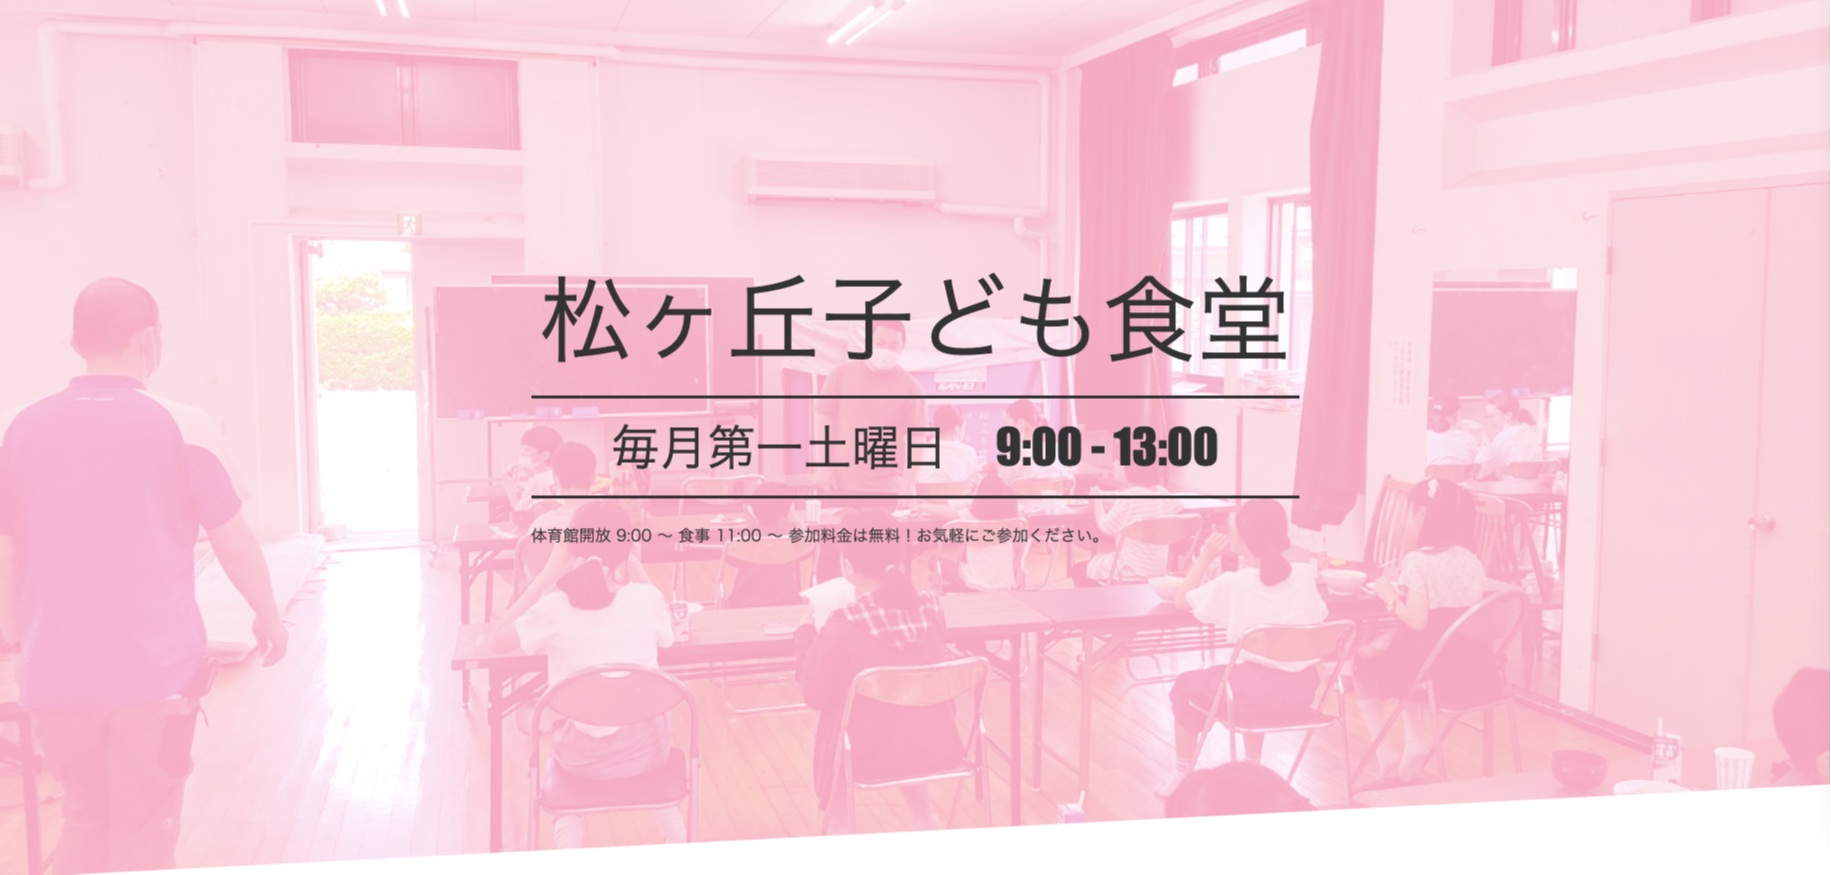 松ヶ丘子ども食堂
毎月第一土曜日　9:00 - 13:00
体育館開放 9:00 〜 食事 11:00 〜 参加料金は無料！お気軽にご参加ください。